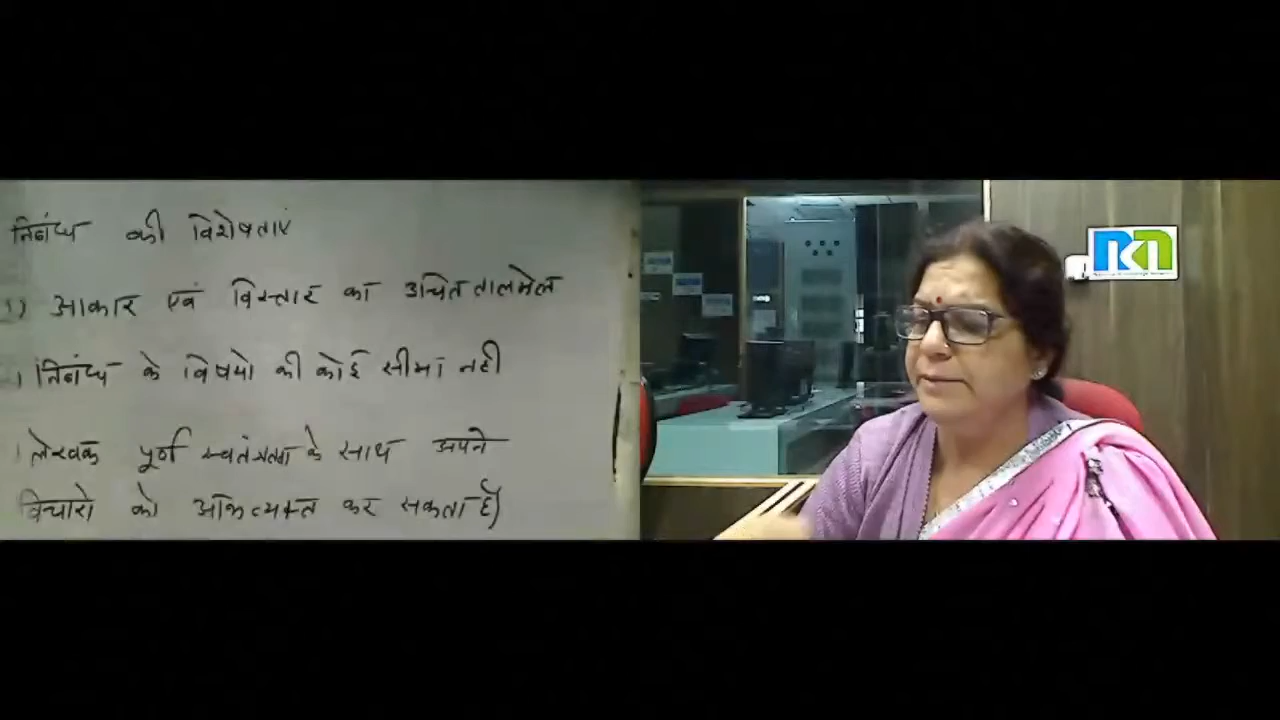 निबंध की विशेषताएं
1) आकार एवं विस्तार का उचित तालमेल
निबंध के विषयो की कोई सीमा नही
लेखक पूर्ण स्वतंत्रता के साथ अपने
विचारो को अभिव्यक्त कर सकता है)